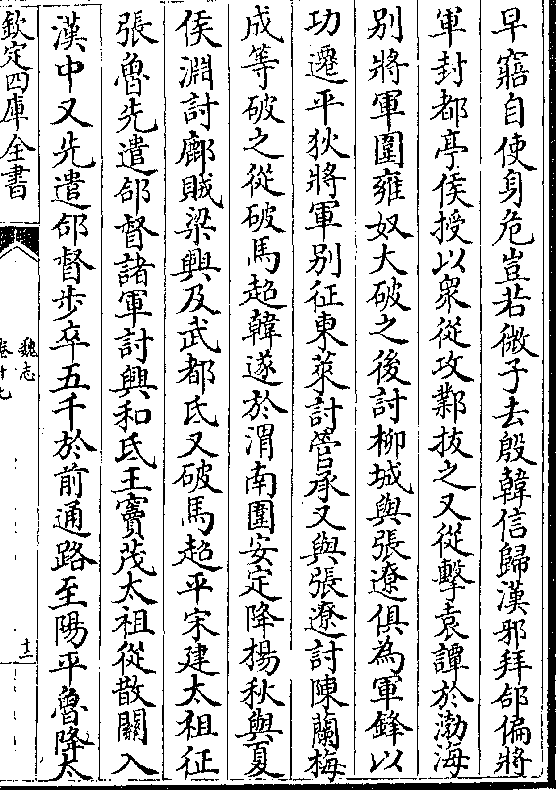 早寤自使身危豈若微子去殷韓信歸漢邪拜郃偏將
軍封都亭侯授以衆從攻鄴拔之又從擊袁譚於渤海
别將軍圍雍奴大破之後討柳城與張遼俱為軍鋒以
功遷平狄將軍别征東萊討管承又與張遼討陳蘭梅
成等破之從破馬超韓遂於渭南圍安定降楊秋與夏
侯淵討鄜賊梁興及武都氐又破馬超平宋建太祖征
張魯先遣郃督諸軍討興和氐王竇茂太祖從散關入
漢中又先遣郃督步卒五千於前通路至陽平魯降太
欽定四庫全書
魏志
卷十七
十二